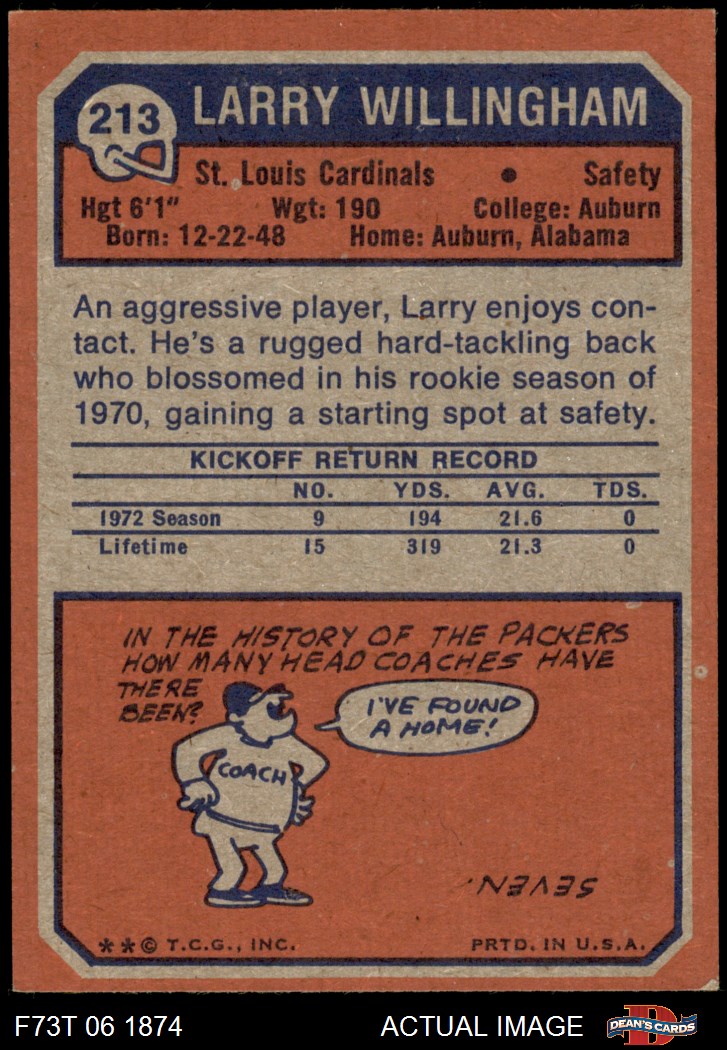 213
LARRY WILLINGHAM
St. Louis Cardinals • Safety
Hgt 6'1" Wgt: 190 College: Auburn
Born: 12-22-48 Home: Auburn, Alabama
An aggressive player, Larry enjoys con-
tact. He's a rugged hard-tackling back
who blossomed in his rookie season of
1970, gaining a starting spot at safety.
KICKOFF RETURN RECORD
NO. YDS. AVG. TDS.
1972 Season 9 194 21.6 0
Lifetime 15 319 21.3 0
IN THE HISTORY OF THE PACKERS
HOW MANY HEAD COACHES HAVE
THERE
BEEN?
I'VE FOUND
A HOME!
COACH
SEVEN.
**© T.C.G., INC. PRTD. IN U.S.A.
F73T 06 1874 ACTUAL IMAGE
D
DEAN'S CARDS